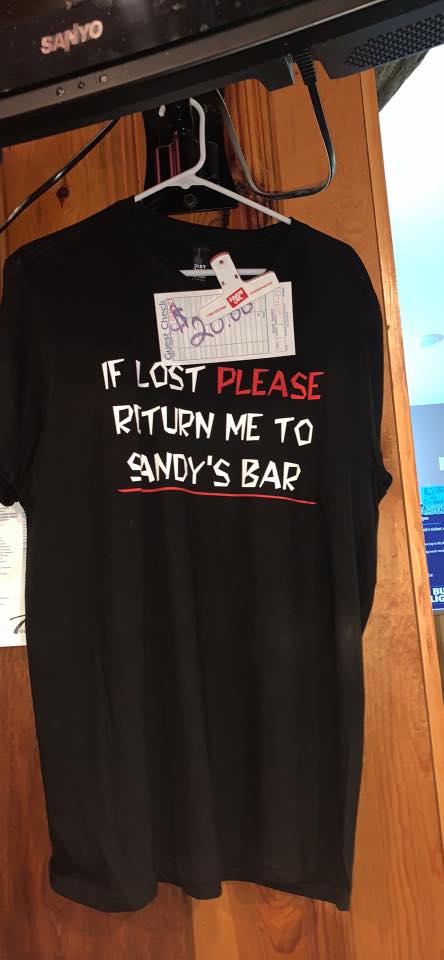 SANYO
Guest Check
$20.00
IF LOST PLEASE
RETURN ME TO
SANDY'S BAR